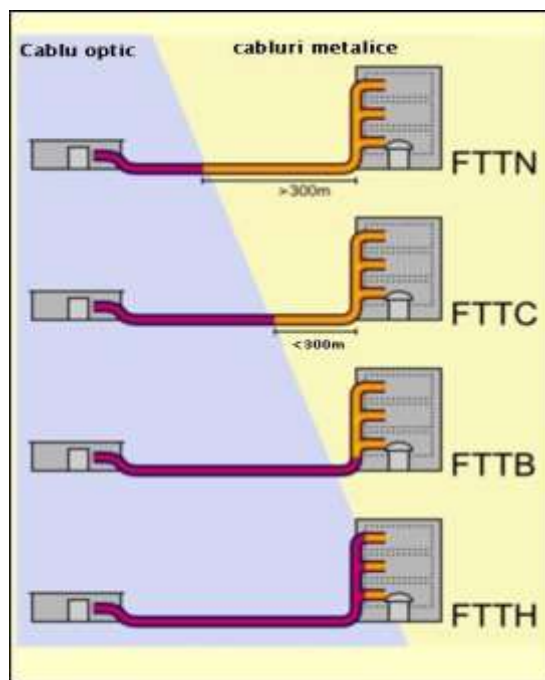 Cablu optic cabluri metalice
FTTN
>300m
FTTC
<300m
FTTB
FTTH